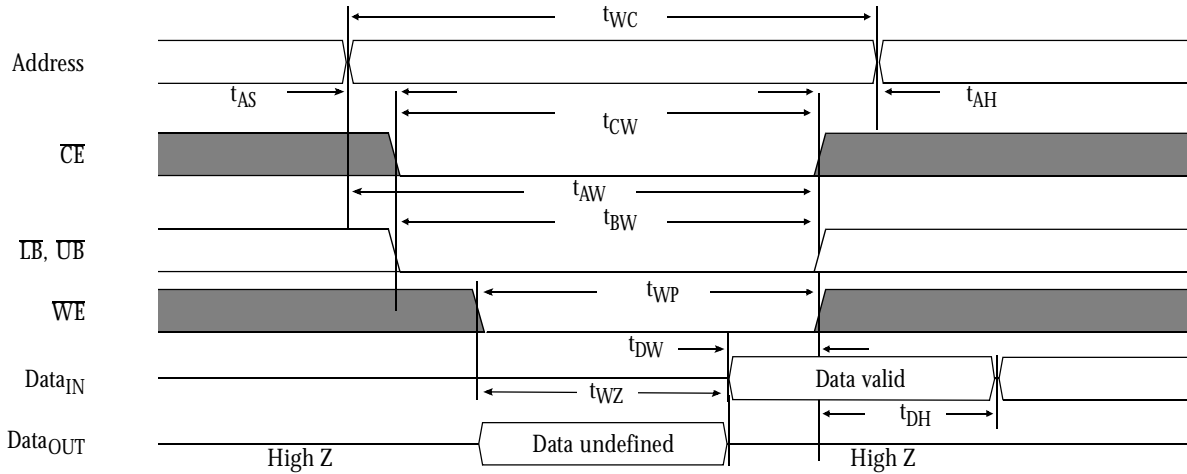 tWC
Address
tAS
tAH
tCW
CE
tAW
tBW
LB, UB
tWP
WE
tDW
DataIN
Data valid
tWZ
tDH
DataOUT
Data undefined
High Z
High Z